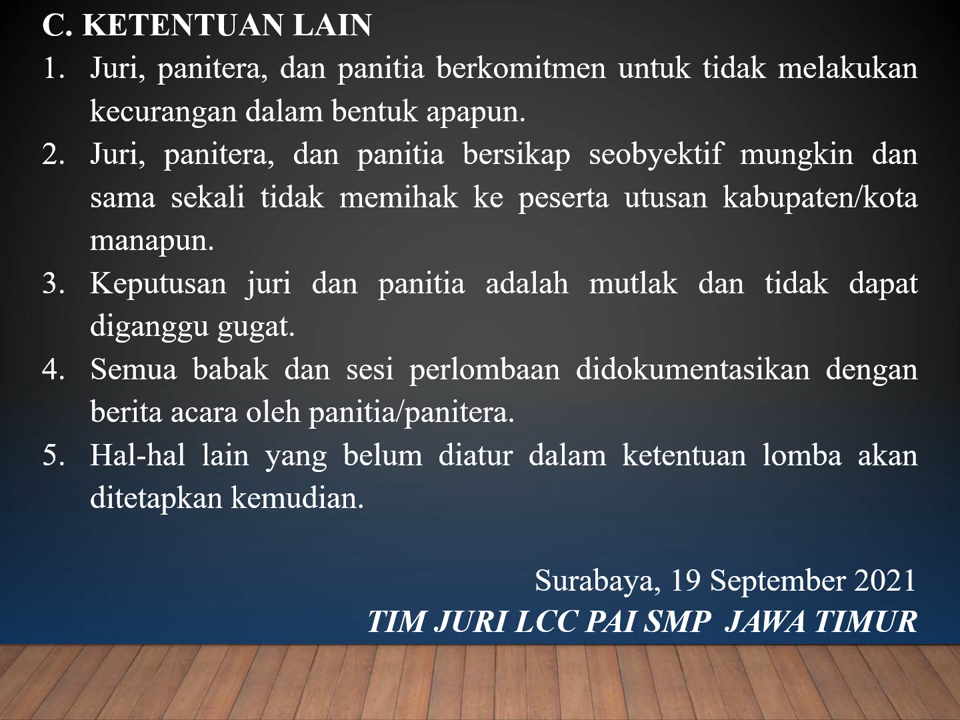 C. KETENTUAN LAIN
1. Juri, panitera, dan panitia berkomitmen untuk tidak melakukan
kecurangan dalam bentuk apapun.
2. Juri, panitera, dan panitia bersikap seobyektif mungkin dan
sama sekali tidak memihak ke peserta utusan kabupaten/kota
manapun.
3. Keputusan juri dan panitia adalah mutlak dan tidak dapat
diganggu gugat.
4. Semua babak dan sesi perlombaan didokumentasikan dengan
berita acara oleh panitia/panitera.
5. Hal-hal lain yang belum diatur dalam ketentuan lomba akan
ditetapkan kemudian.
Surabaya, 19 September 2021
TIM JURI LCC PAI SMP JAWA TIMUR